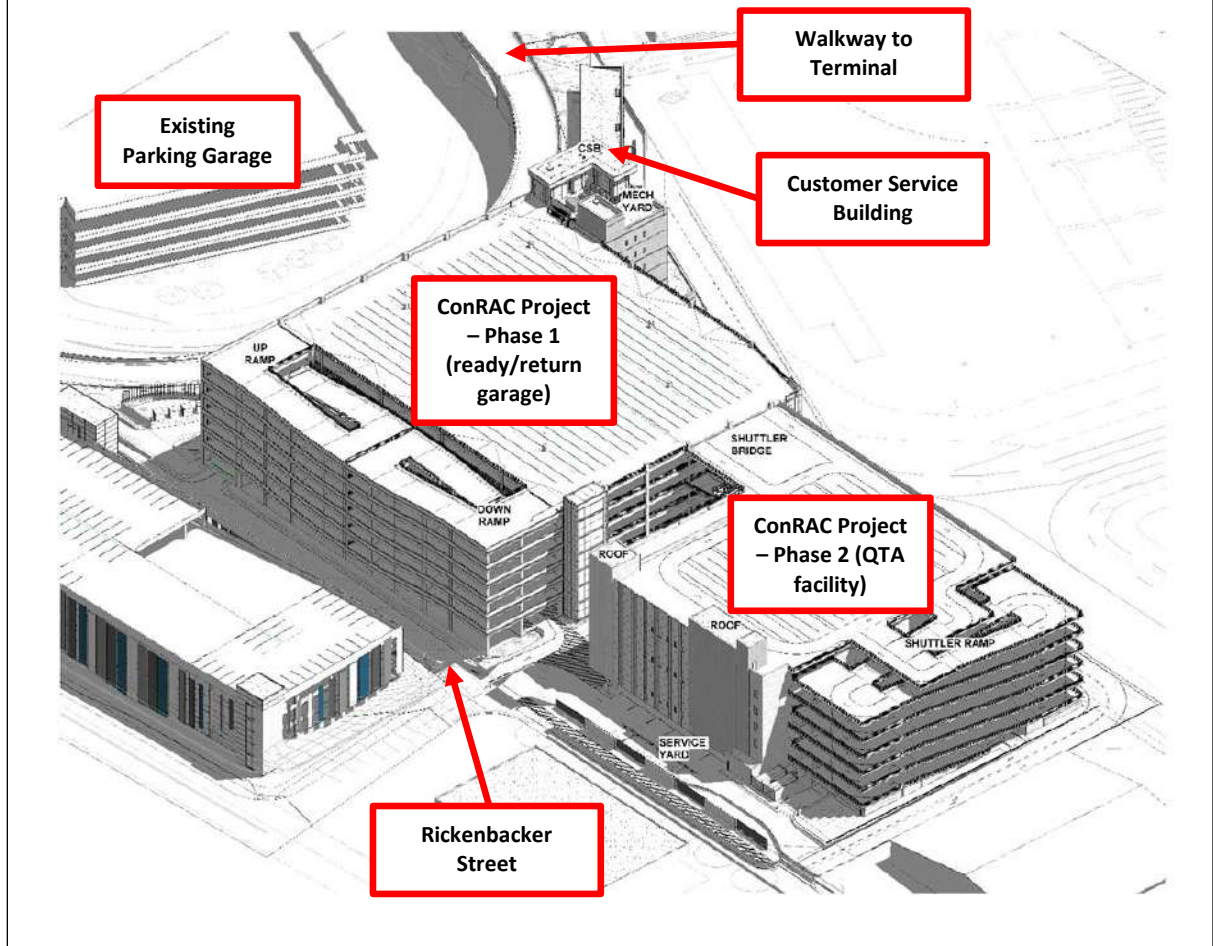 Walkway to
Terminal
Existing
Parking Garage
CSB
Customer Service
Building
MECH
YARD
ConRAC Project
– Phase 1
(ready/return
garage)
UP
RAMP
SHUTTLER
BRIDGE
DOWN
RAMP
ConRAC Project
– Phase 2 (QTA
facility)
ROOF
ROOF
SHUTTLER RAMP
SERVICE
YARD
Rickenbacker
Street